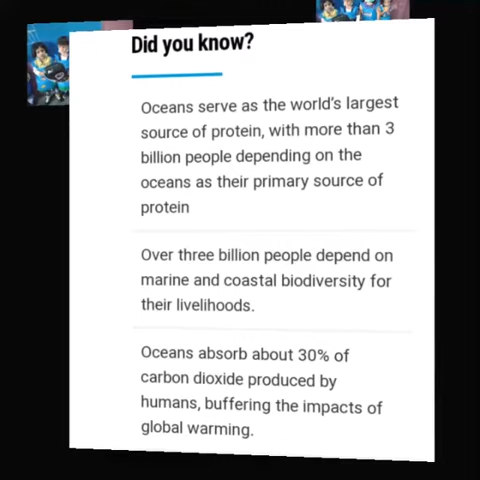 Did you know?
Oceans serve as the world's largest
source of protein, with more than 3
billion people depending on the
oceans as their primary source of
protein
Over three billion people depend on
marine and coastal biodiversity for
their livelihoods.
Oceans absorb about 30% of
carbon dioxide produced by
humans, buffering the impacts of
global warming.